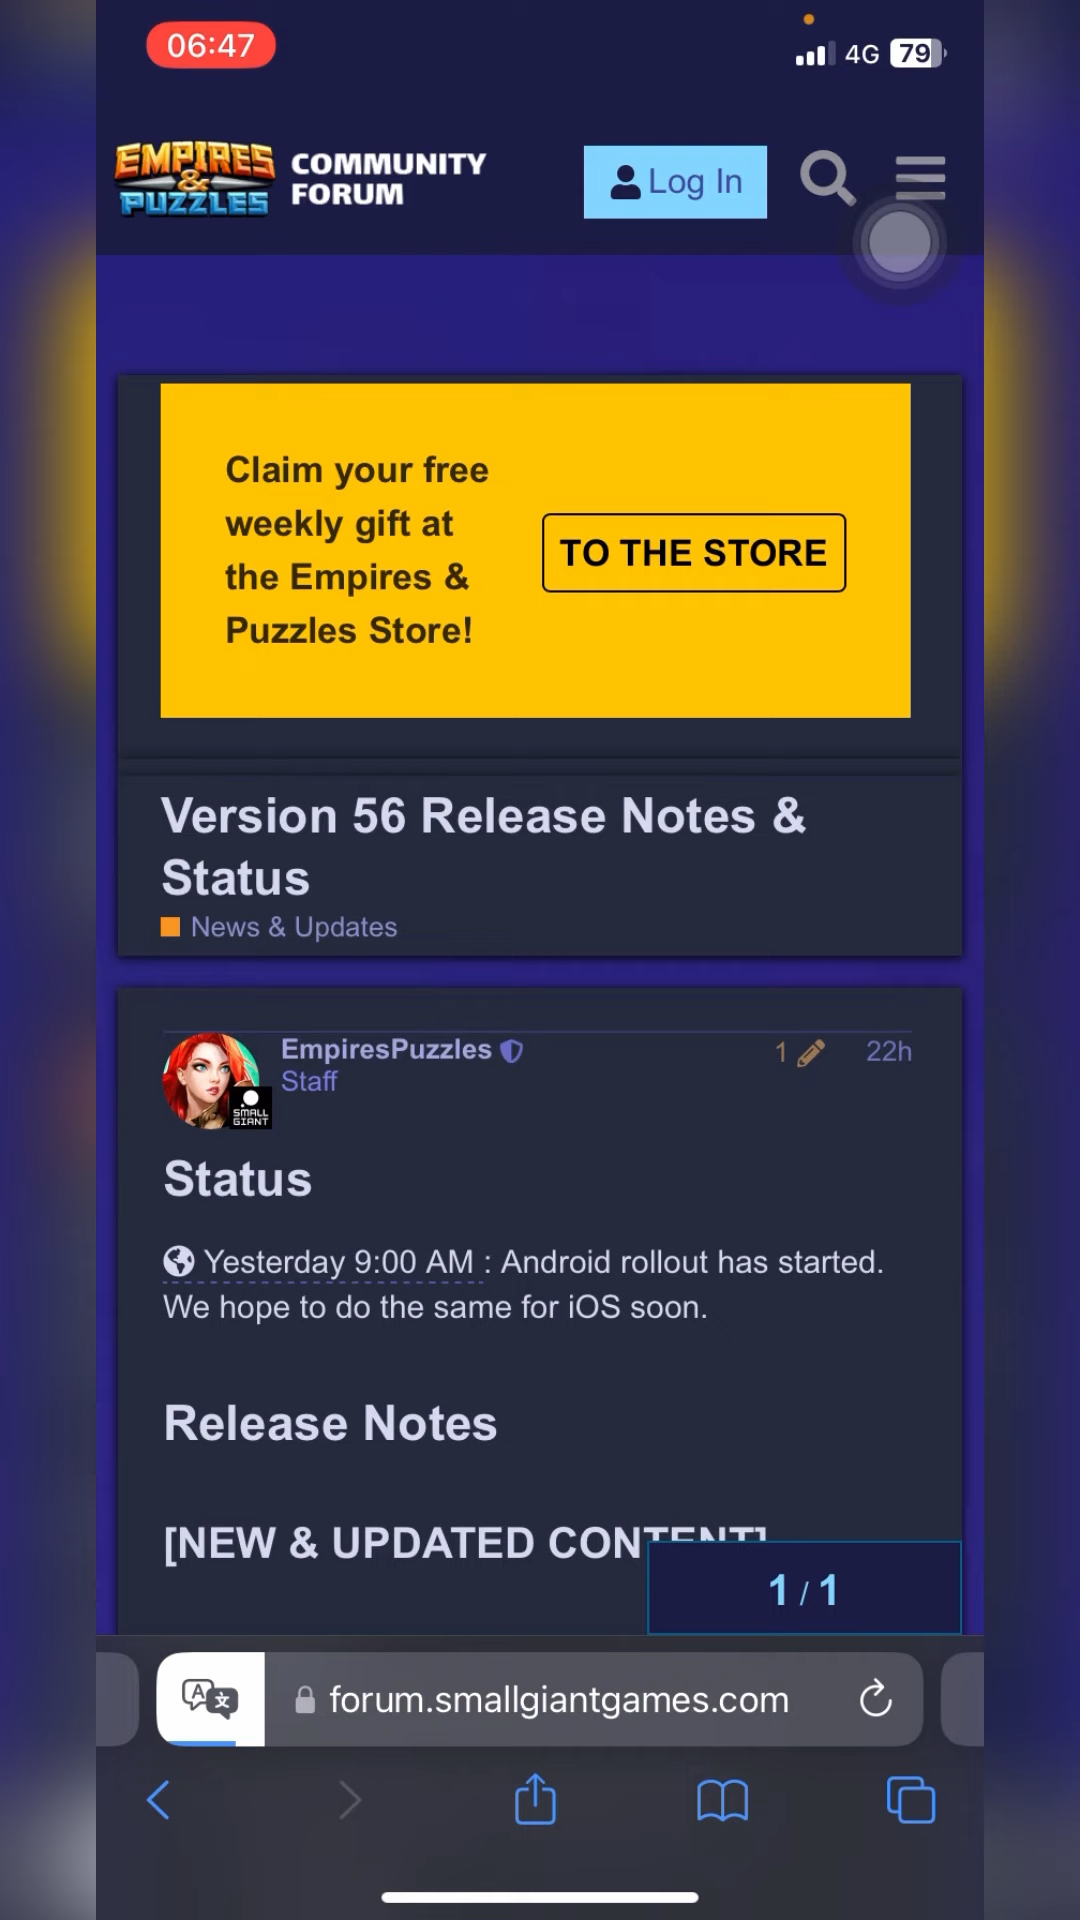 06:47
4G 79
EMPIRES & PUZZLES
COMMUNITY FORUM
Log In
Claim your free
weekly gift at
the Empires &
Puzzles Store!
TO THE STORE
Version 56 Release Notes &
Status
News & Updates
EmpiresPuzzles
1
22h
Staff
SMALL GIANT
Status
Yesterday 9:00 AM : Android rollout has started.
We hope to do the same for iOS soon.
Release Notes
[NEW & UPDATED CONTENT]
1 / 1
A 文
forum.smallgiantgames.com